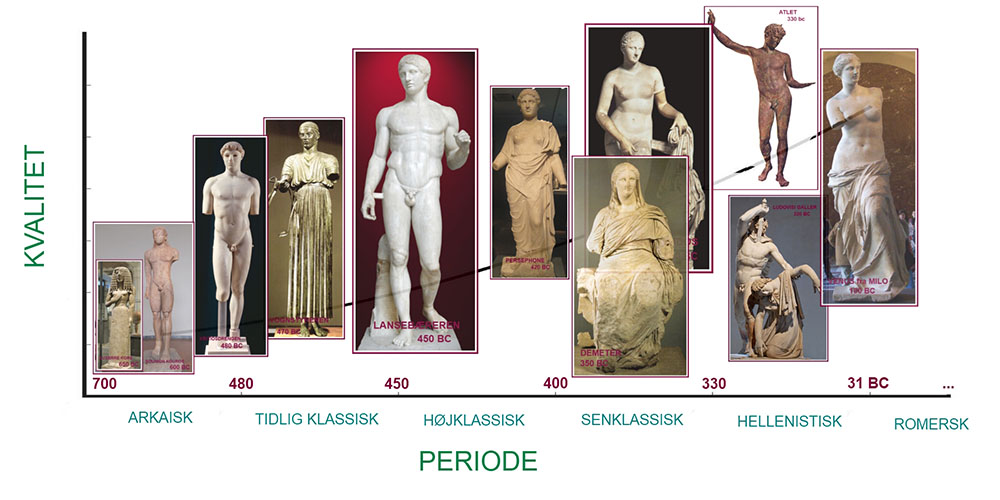 KVALITET
ATLET
330 bc
LUDOVISI GALLER
VENUS fra MILO
100 BC
PERSEPHONE
420 BC
LANSEBÆREREN
450 BC
DEMETER
350 BC
470 BC
480 BC
650 BC
600 BC
700 480 450 400 330 31 BC ...
ARKAISK TIDLIG KLASSISK HØJKLASSISK SENKLASSISK HELLENISTISK ROMERSK
PERIODE